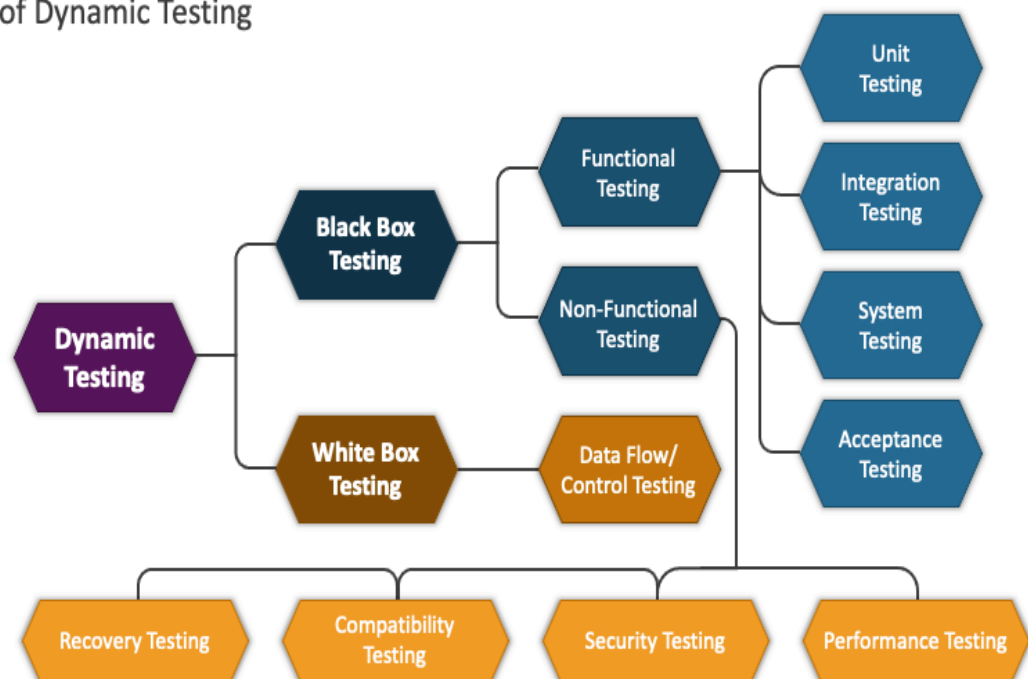 of Dynamic Testing
Unit
Testing
Functional
Testing
Integration
Testing
Black Box
Testing
Non-Functional
Testing
System
Testing
Dynamic
Testing
White Box
Testing
Data Flow/
Control Testing
Acceptance
Testing
Recovery Testing
Compatibility
Testing
Security Testing
Performance Testing